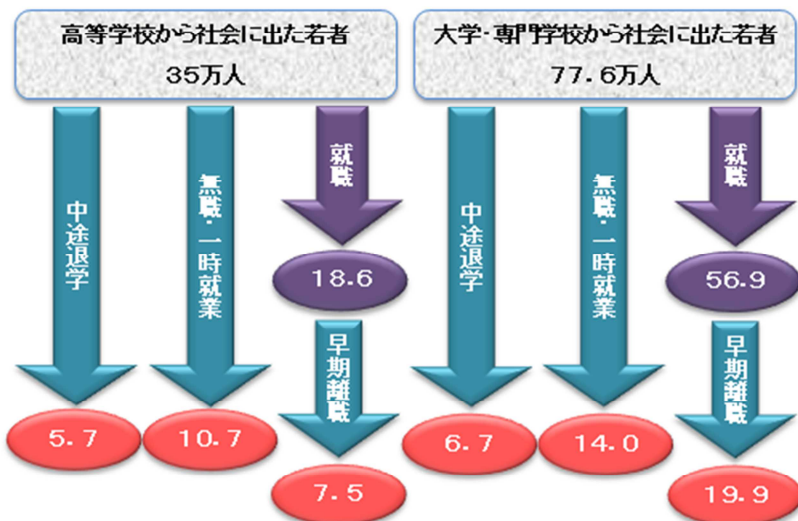 高等学校から社会に出た若者
35万人
大学・専門学校から社会に出た若者
77.6万人
中途退学
無職・一時就業
就職
18.6
早期離職
中途退学
無職・一時就業
就職
56.9
早期離職
5.7
10.7
7.5
6.7
14.0
19.9